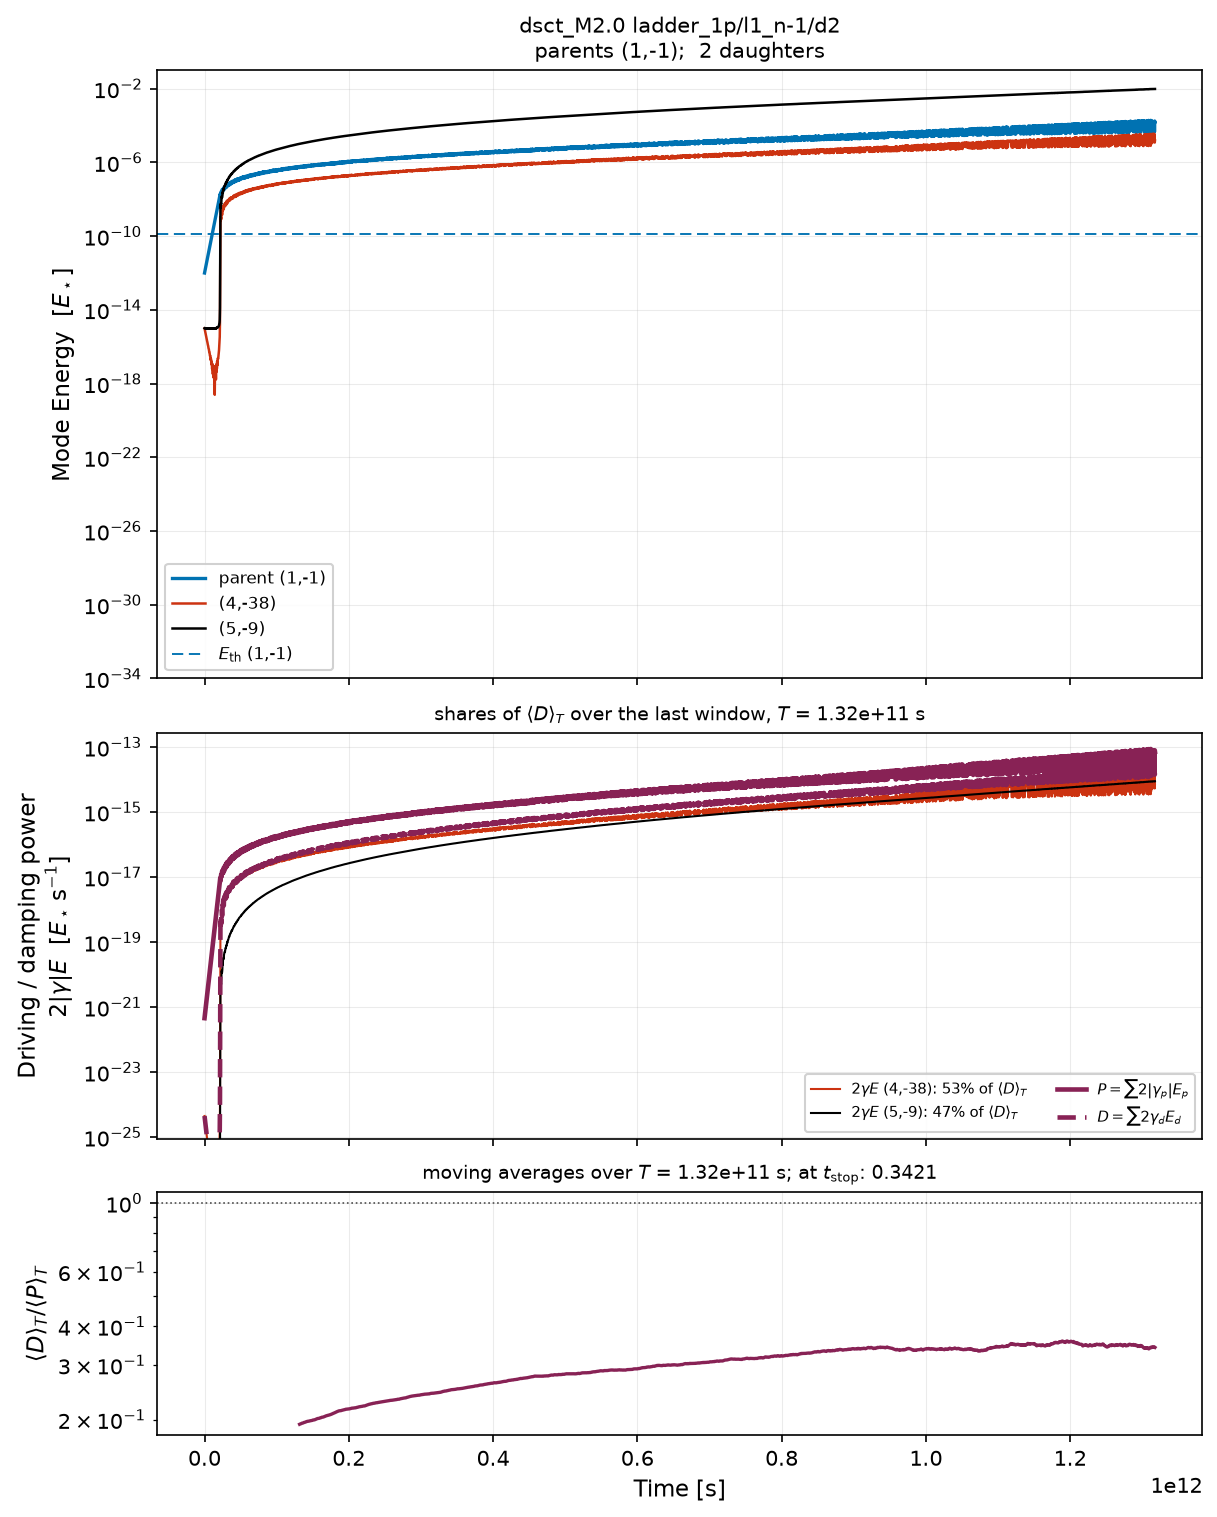 dsct_M2.0 ladder_1p/l1_n-1/d2
parents (1,-1);  2 daughters
Mode Energy [E⋆]
10⁻²
10⁻⁶
10⁻¹⁰
10⁻¹⁴
10⁻¹⁸
10⁻²²
10⁻²⁶
10⁻³⁰
10⁻³⁴
parent (1,-1)
(4,-38)
(5,-9)
E_th (1,-1)
shares of ⟨D⟩_T over the last window, T = 1.32e+11 s
Driving / damping power
2|γ|E [E⋆ s⁻¹]
10⁻¹³
10⁻¹⁵
10⁻¹⁷
10⁻¹⁹
10⁻²¹
10⁻²³
10⁻²⁵
2γE (4,-38): 53% of ⟨D⟩_T
2γE (5,-9): 47% of ⟨D⟩_T
P = ∑2|γ_p|E_p
D = ∑2γ_dE_d
moving averages over T = 1.32e+11 s; at t_stop: 0.3421
⟨D⟩_T/⟨P⟩_T
10⁰
6 × 10⁻¹
4 × 10⁻¹
3 × 10⁻¹
2 × 10⁻¹
0.0 0.2 0.4 0.6 0.8 1.0 1.2
Time [s]
1e12